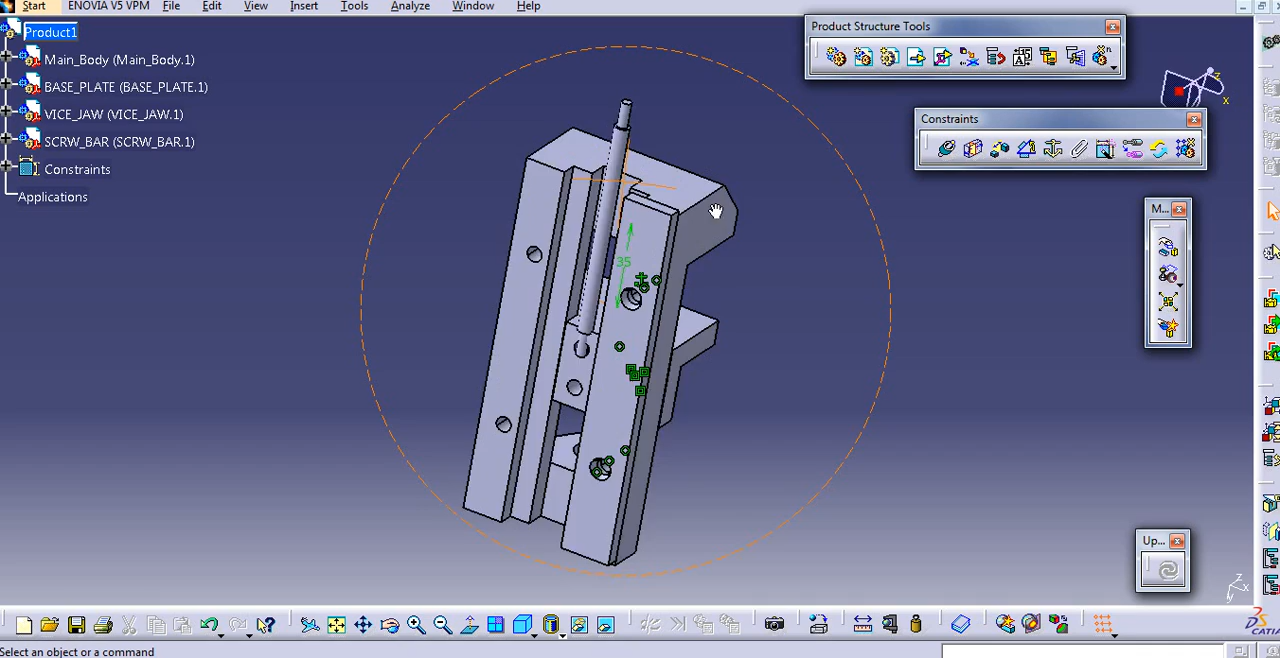 Start ENOVIA V5 VPM File Edit View Insert Tools Analyze Window Help
Product1
Main_Body (Main_Body.1)
BASE_PLATE (BASE_PLATE.1)
VICE_JAW (VICE_JAW.1)
SCRW_BAR (SCRW_BAR.1)
Constraints
Applications
Product Structure Tools
Constraints
M...
Up...
35
Z
X
Z
X
y
CATIA
Select an object or a command